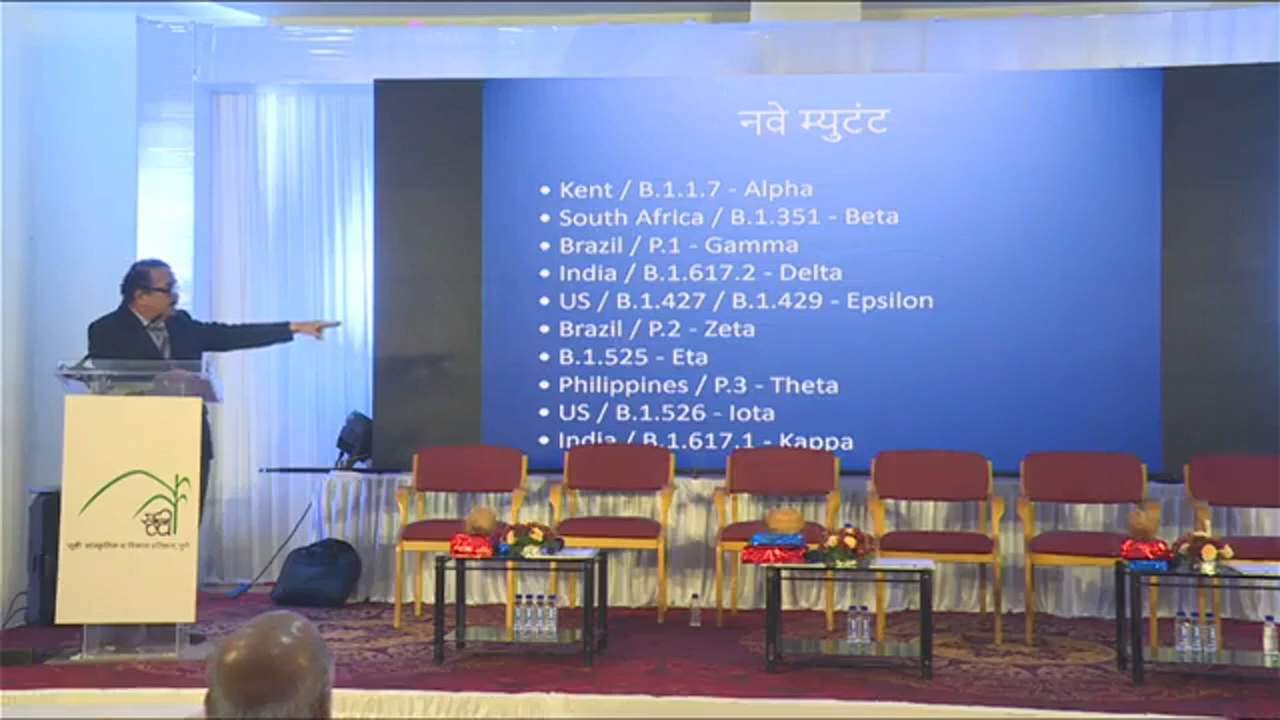 नवे म्युटंट
• Kent / B.1.1.7 - Alpha
• South Africa / B.1.351 - Beta
• Brazil / P.1 - Gamma
• India / B.1.617.2 - Delta
• US / B.1.427 / B.1.429 - Epsilon
• Brazil / P.2 - Zeta
• B.1.525 - Eta
• Philippines / P.3 - Theta
• US / B.1.526 - Iota
• India / B.1.617.1 - Kappa